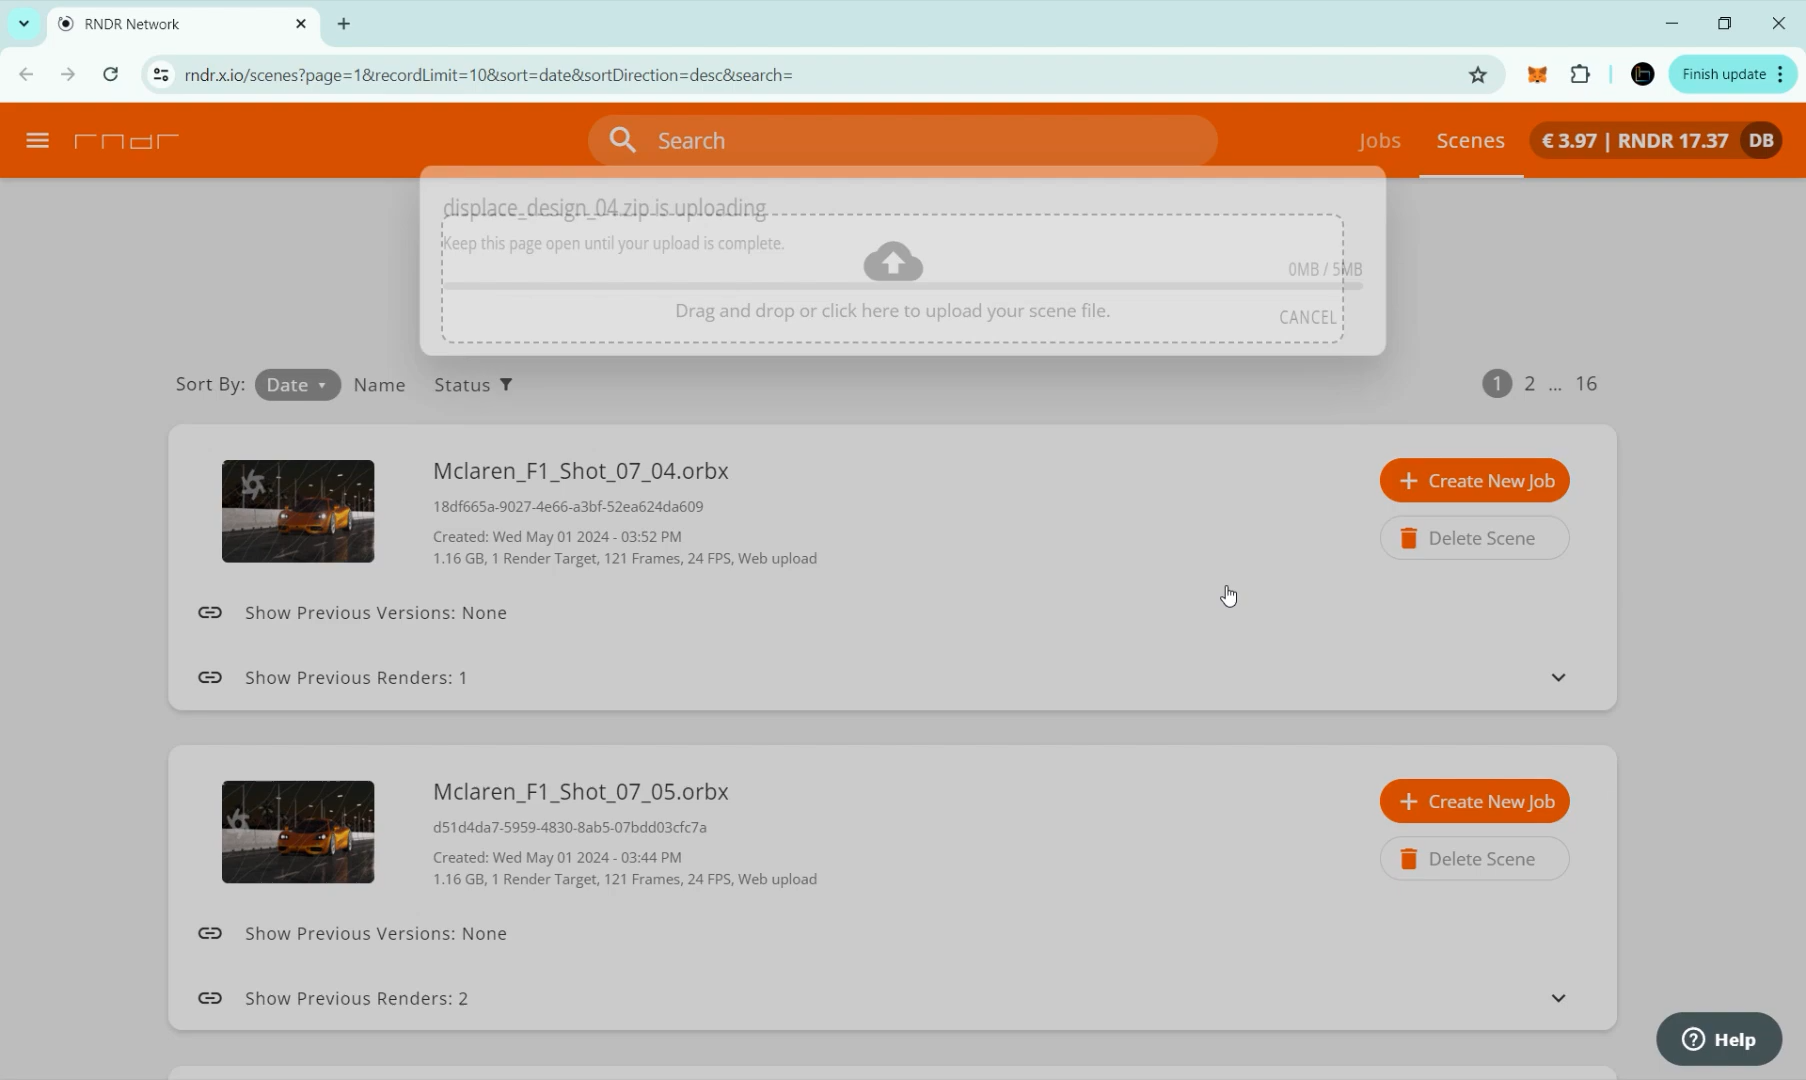 RNDR Network
rndr.x.io/scenes?page=1&recordLimit=10&sort=date&sortDirection=desc&search=
Finish update
rndr
Search
Jobs
Scenes
€ 3.97 | RNDR 17.37
DB
displace_design_04.zip is uploading
Keep this page open until your upload is complete.
0MB / 5MB
Drag and drop or click here to upload your scene file.
CANCEL
Sort By: Date Name Status
1 2 ... 16
Mclaren_F1_Shot_07_04.orbx
18df665a-9027-4e66-a3bf-52ea624da609
Created: Wed May 01 2024 - 03:52 PM
1.16 GB, 1 Render Target, 121 Frames, 24 FPS, Web upload
+ Create New Job
Delete Scene
Show Previous Versions: None
Show Previous Renders: 1
Mclaren_F1_Shot_07_05.orbx
d51d4da7-5959-4830-8ab5-07bdd03cfc7a
Created: Wed May 01 2024 - 03:44 PM
1.16 GB, 1 Render Target, 121 Frames, 24 FPS, Web upload
+ Create New Job
Delete Scene
Show Previous Versions: None
Show Previous Renders: 2
Help